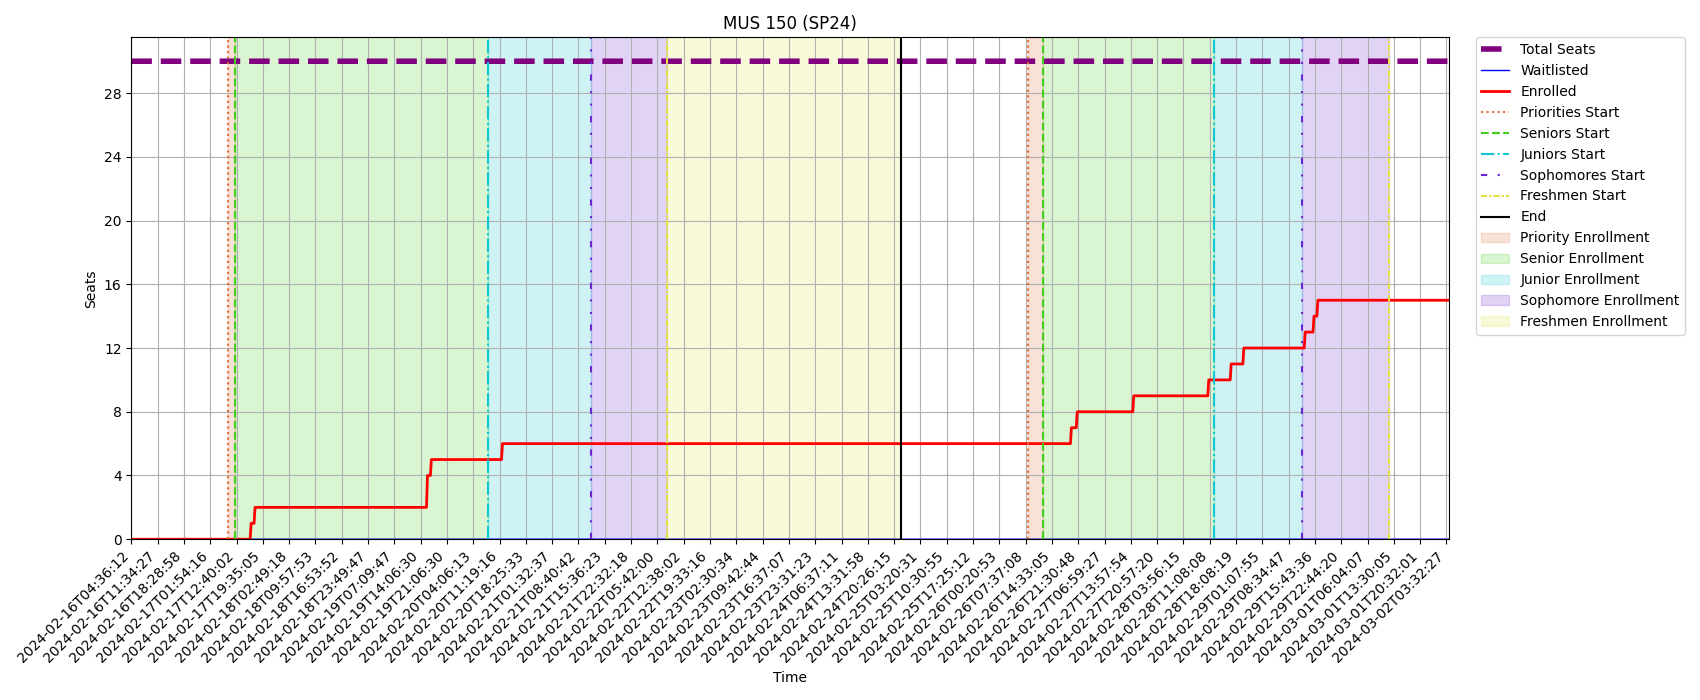 MUS 150 (SP24)
Seats
28
24
20
16
12
8
4
0
2024-02-16T04:36:12
2024-02-16T11:34:27
2024-02-16T18:28:58
2024-02-17T01:54:16
2024-02-17T12:40:02
2024-02-17T19:35:05
2024-02-18T02:49:18
2024-02-18T09:57:53
2024-02-18T16:53:52
2024-02-18T23:49:47
2024-02-19T07:09:47
2024-02-19T14:06:30
2024-02-19T21:06:30
2024-02-20T04:06:13
2024-02-20T11:19:16
2024-02-20T18:25:33
2024-02-21T01:32:37
2024-02-21T08:40:42
2024-02-21T15:36:23
2024-02-21T22:32:18
2024-02-22T05:42:00
2024-02-22T12:38:02
2024-02-22T19:33:16
2024-02-23T02:30:34
2024-02-23T09:42:44
2024-02-23T16:37:07
2024-02-23T23:31:23
2024-02-24T06:37:11
2024-02-24T13:31:58
2024-02-24T20:26:15
2024-02-25T03:20:31
2024-02-25T10:30:55
2024-02-25T17:25:12
2024-02-26T00:20:53
2024-02-26T07:37:08
2024-02-26T14:33:05
2024-02-26T21:30:48
2024-02-27T06:59:27
2024-02-27T13:57:54
2024-02-27T20:57:20
2024-02-28T03:56:15
2024-02-28T11:08:08
2024-02-28T18:08:19
2024-02-29T01:07:55
2024-02-29T08:34:47
2024-02-29T15:43:36
2024-02-29T22:44:20
2024-03-01T06:04:07
2024-03-01T13:30:05
2024-03-01T20:32:01
2024-03-02T03:32:27
Time
Total Seats
Waitlisted
Enrolled
Priorities Start
Seniors Start
Juniors Start
Sophomores Start
Freshmen Start
End
Priority Enrollment
Senior Enrollment
Junior Enrollment
Sophomore Enrollment
Freshmen Enrollment